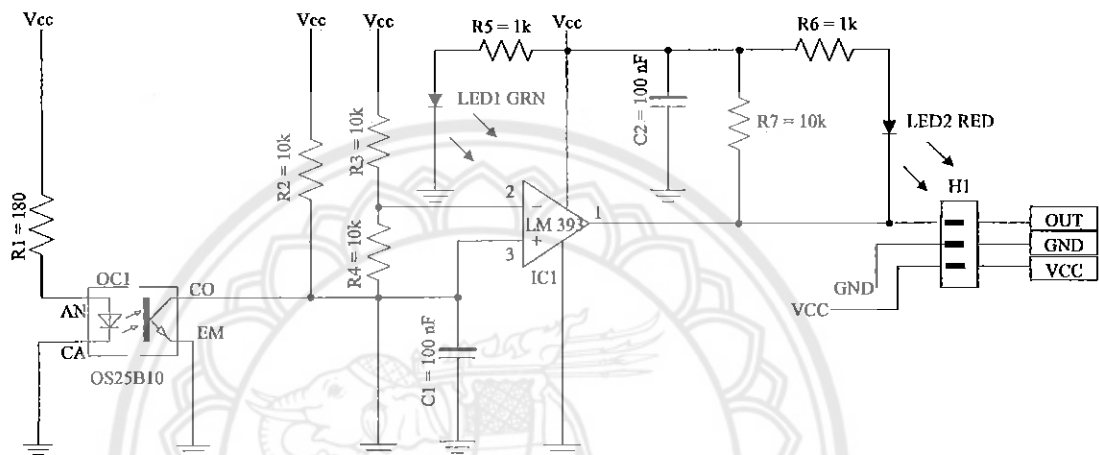 Vcc
Vcc
Vcc
R5 = 1k
Vcc
R6 = 1k
LED1 GRN
C2 = 100 nF
R7 = 10k
LED2 RED
R2 = 10k
R3 = 10k
R1 = 180
R4 = 10k
2
-
LM 393
1
3
+
IC1
H1
OUT
GND
VCC
GND
VCC
OC1
CO
AN
EM
CA
OS25B10
C1 = 100 nF